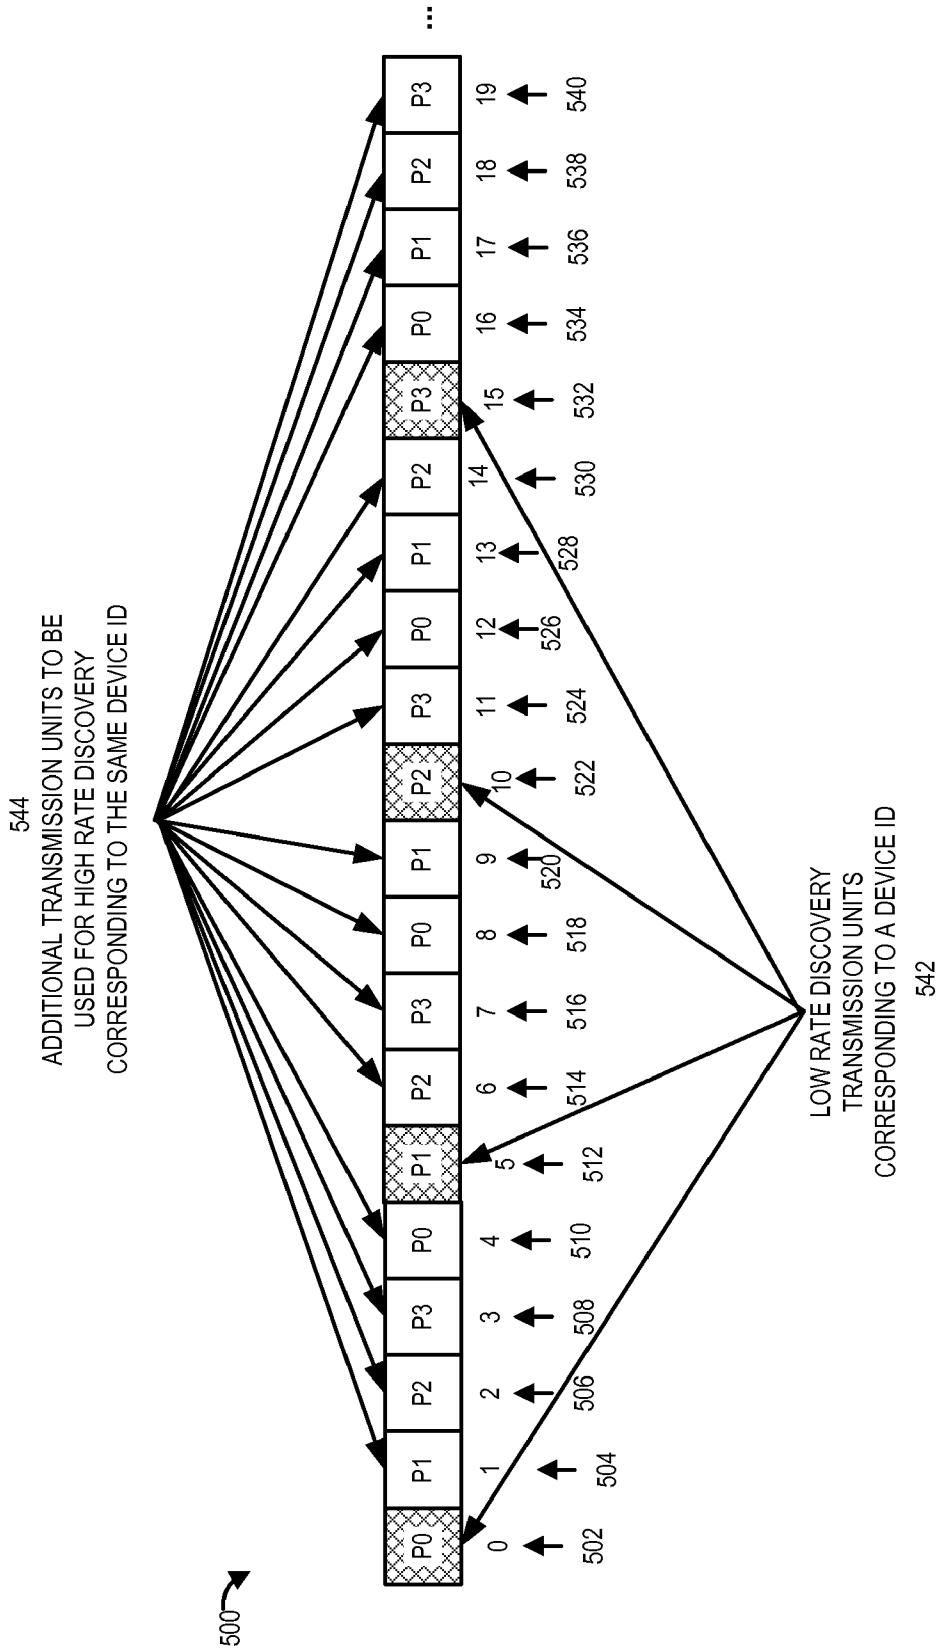 500
544
ADDITIONAL TRANSMISSION UNITS TO BE
USED FOR HIGH RATE DISCOVERY
CORRESPONDING TO THE SAME DEVICE ID
P0 P1 P2 P3 P0 P1 P2 P3 P0 P1 P2 P3 P0 P1 P2 P3 P0 P1 P2 P3 ...
0 1 2 3 4 5 6 7 8 9 10 11 12 13 14 15 16 17 18 19
502 504 506 508 510 512 514 516 518 520 522 524 526 528 530 532 534 536 538 540
LOW RATE DISCOVERY
TRANSMISSION UNITS
CORRESPONDING TO A DEVICE ID
542